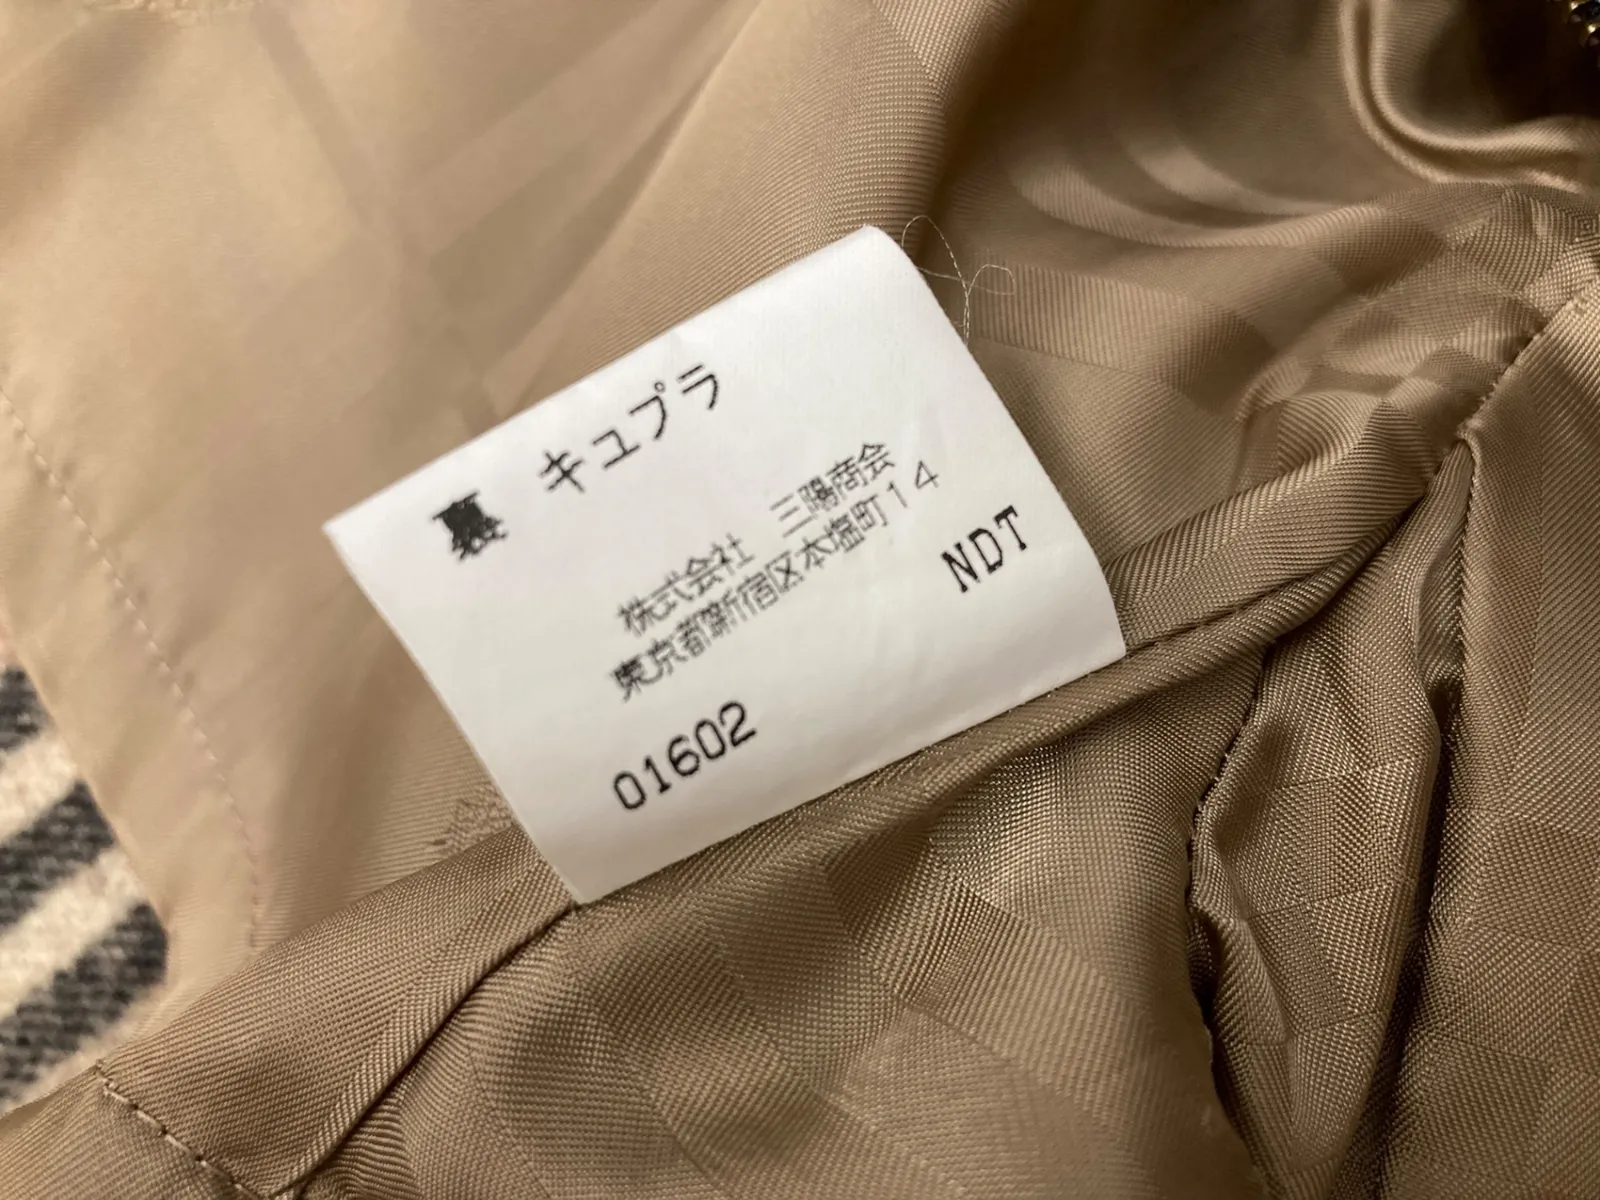 裏 キュプラ
株式会社 三陽商会
東京都新宿区本塩町14
NDT
01602